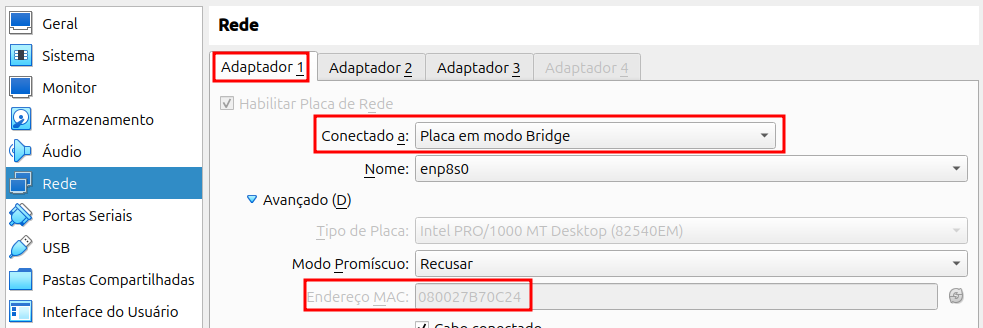 Geral
Sistema
Monitor
Armazenamento
Áudio
Rede
Portas Seriais
USB
Pastas Compartilhadas
Interface do Usuário
Rede
Adaptador 1 Adaptador 2 Adaptador 3 Adaptador 4
Habilitar Placa de Rede
Conectado a: Placa em modo Bridge
Nome: enp8s0
Avançado (D)
Tipo de Placa: Intel PRO/1000 MT Desktop (82540EM)
Modo Promíscuo: Recusar
Endereço MAC: 080027B70C24
Cabo conectado